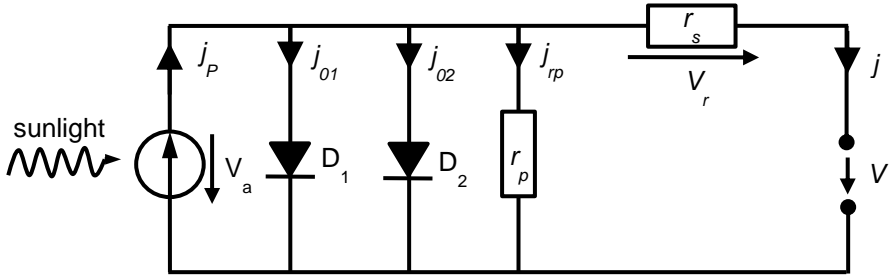 r_s
j_P
j_01
j_02
j_rp
V_r
j
sunlight
V_a
D_1
D_2
r_p
V